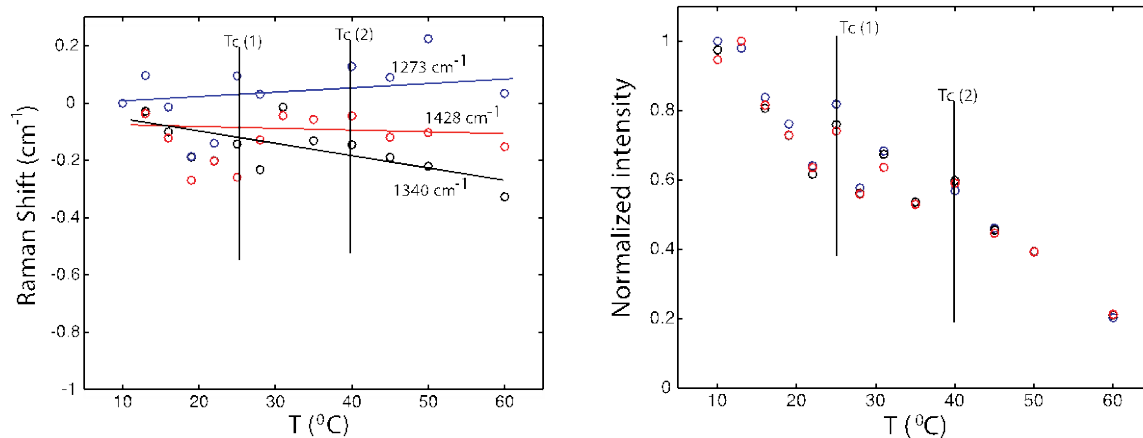 Tc (1)
Tc (2)
0.2
0
-0.2
-0.4
-0.6
-0.8
-1
1273 cm⁻¹
1428 cm⁻¹
1340 cm⁻¹
Raman Shift (cm⁻¹)
10 20 30 40 50 60
T (⁰C)
Tc (1)
Tc (2)
1
0.8
0.6
0.4
0.2
0
Normalized intensity
10 20 30 40 50 60
T (⁰C)